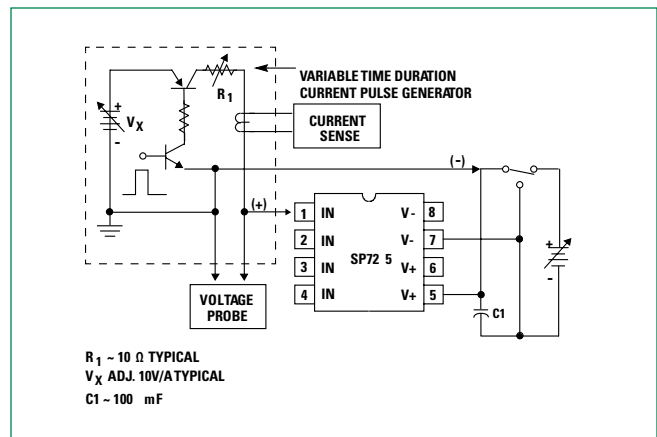 VARIABLE TIME DURATION
CURRENT PULSE GENERATOR
R1
+
VX
-
CURRENT
SENSE
(-)
(+)
1 IN V- 8
2 IN V- 7
SP72 5
3 IN V+ 6
4 IN V+ 5
+
-
C1
VOLTAGE
PROBE
R1 ~ 10 Ω TYPICAL
VX ADJ. 10V/A TYPICAL
C1 ~ 100 mF